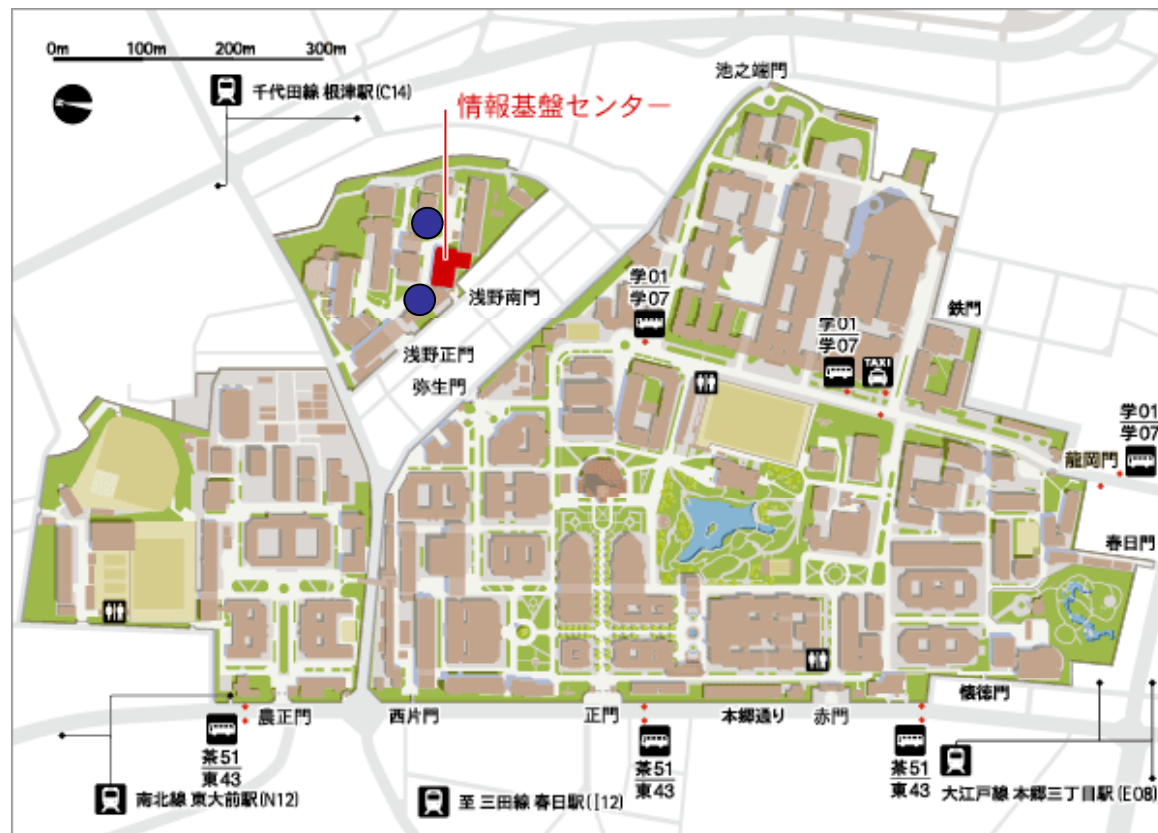 0m 100m 200m 300m
池之端門
千代田線 根津駅(C14)
情報基盤センター
学01
学07
浅野南門
鉄門
学01
学07
TAXI
浅野正門
弥生門
学01
学07
龍岡門
春日門
懐徳門
農正門
西片門
正門
本郷通り
赤門
茶51
東43
茶51
東43
茶51
東43
南北線 東大前駅(N12)
至 三田線 春日駅(I12)
大江戸線 本郷三丁目駅(E08)